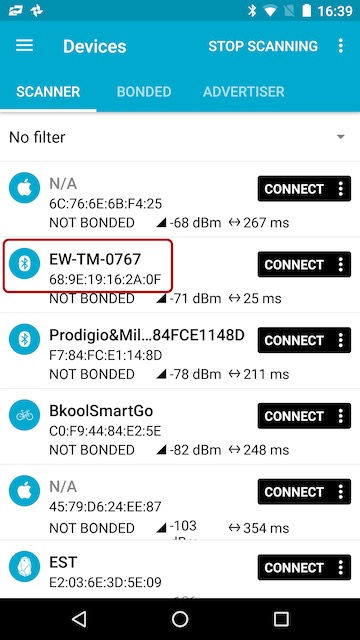 16:39
Devices
STOP SCANNING
SCANNER BONDED ADVERTISER
No filter
N/A
6C:76:6E:6B:F4:25
CONNECT
NOT BONDED -68 dBm 267 ms
EW-TM-0767
68:9E:19:16:2A:0F
CONNECT
NOT BONDED -71 dBm 25 ms
Prodigio&Mil...84FCE1148D
F7:84:FC:E1:14:8D
CONNECT
NOT BONDED -78 dBm 211 ms
BkoolSmartGo
C0:F9:44:84:E2:5E
CONNECT
NOT BONDED -82 dBm 248 ms
N/A
45:79:D6:24:EE:87
CONNECT
NOT BONDED -103 354 ms
EST
E2:03:6E:3D:5E:09
CONNECT